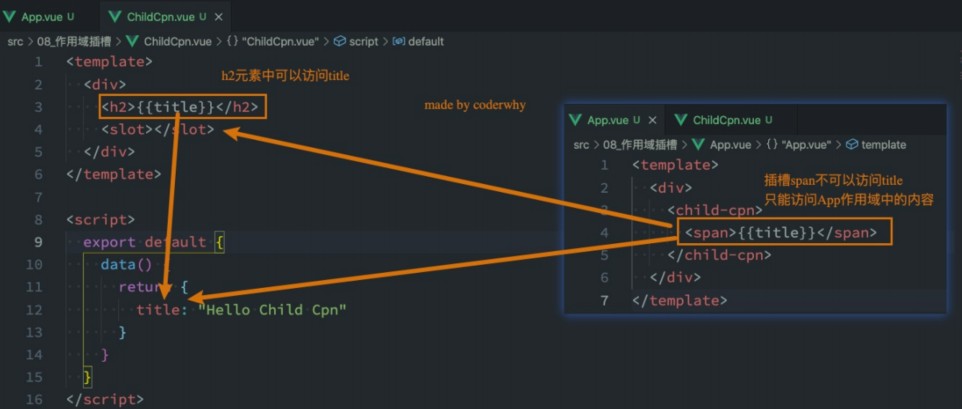 App.vue U ChildCpn.vue U ×
src > 08_作用域插槽 > ChildCpn.vue > {} "ChildCpn.vue" > script > default
1 <template>
2 <div>
h2元素中可以访问title
3 <h2>{{title}}</h2>
made by coderwhy
4 <slot></slot>
5 </div>
6 </template>
7
8 <script>
9 export default {
10 data()
11 return {
12 title: "Hello Child Cpn"
13 }
14 }
15 }
16 </script>
App.vue U × ChildCpn.vue U
src > 08_作用域插槽 > App.vue > {} "App.vue" > template
1 <template>
插槽span不可以访问title
2 <div>
只能访问App作用域中的内容
3 <child-cpn>
4 <span>{{title}}</span>
5 </child-cpn>
6 </div>
7 </template>